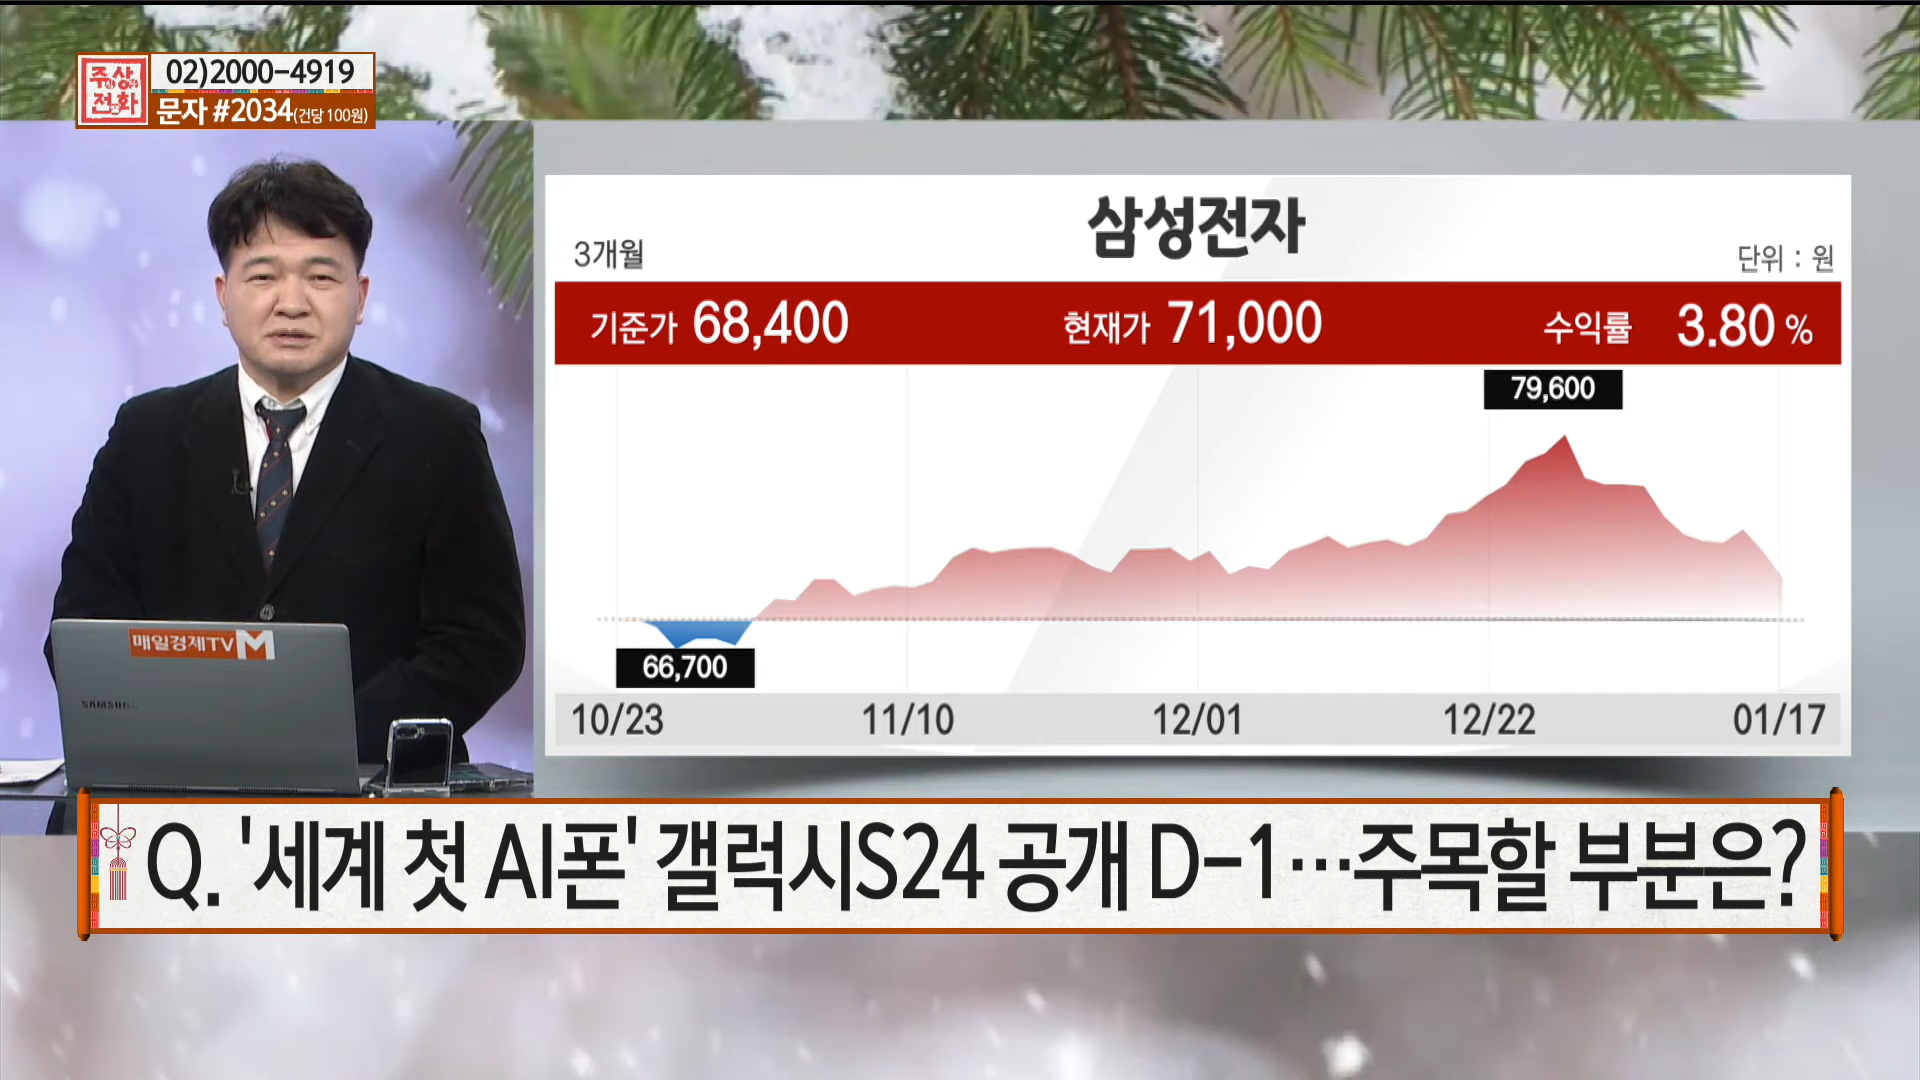 주상
전화
02)2000-4919
문자 #2034(건당 100원)
삼성전자
3개월
단위 : 원
기준가 68,400
현재가 71,000
수익률 3.80 %
79,600
66,700
10/23 11/10 12/01 12/22 01/17
매일경제TV M
SAMSUNG
Q. '세계 첫 AI폰' 갤럭시S24 공개 D-1…주목할 부분은?